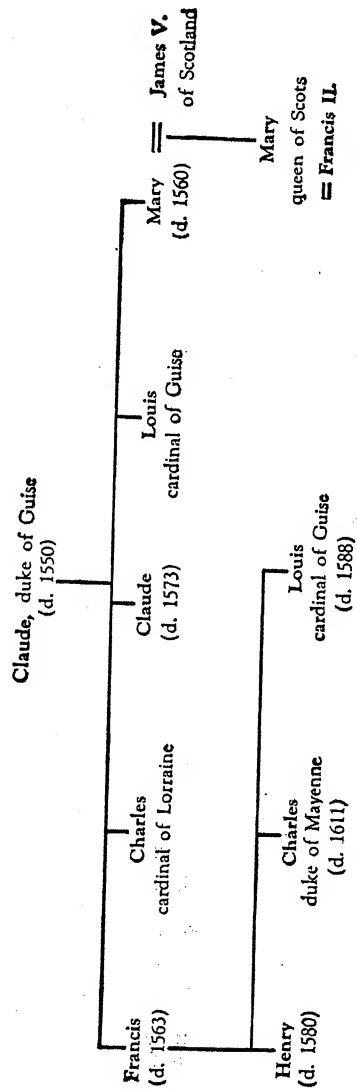 Claude, duke of Guise
(d. 1550)
Francis
(d. 1563)
Charles
cardinal of Lorraine
Claude
(d. 1573)
Louis
cardinal of Guise
Mary
(d. 1560)
= James V.
of Scotland
Henry
(d. 1580)
Charles
duke of Mayenne
(d. 1611)
Louis
cardinal of Guise
(d. 1588)
Mary
queen of Scots
= Francis II.